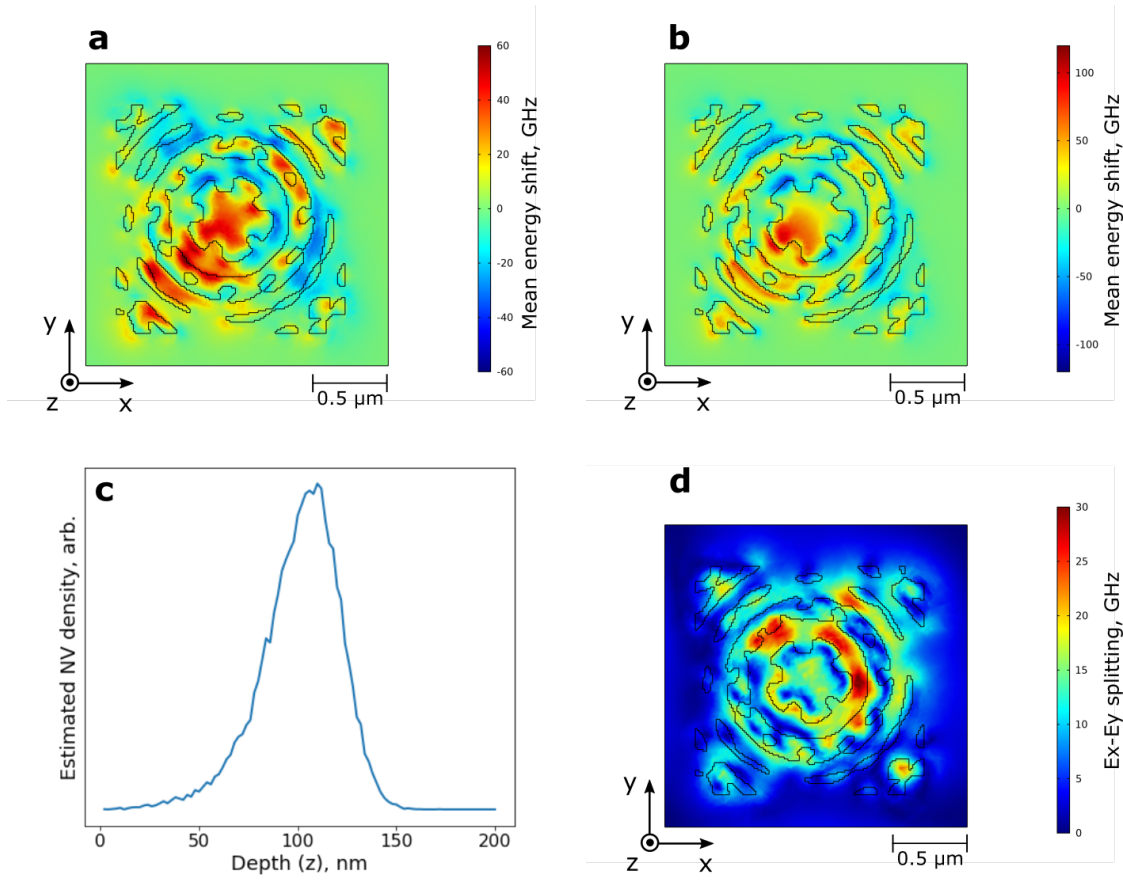 a
60
40
20
0
-20
-40
-60
Mean energy shift, GHz
y
z
x
0.5 µm
b
100
50
0
-50
-100
Mean energy shift, GHz
y
z
x
0.5 µm
c
Estimated NV density, arb.
0
50
100
150
200
Depth (z), nm
d
30
25
20
15
10
5
0
Ex-Ey splitting, GHz
y
z
x
0.5 µm